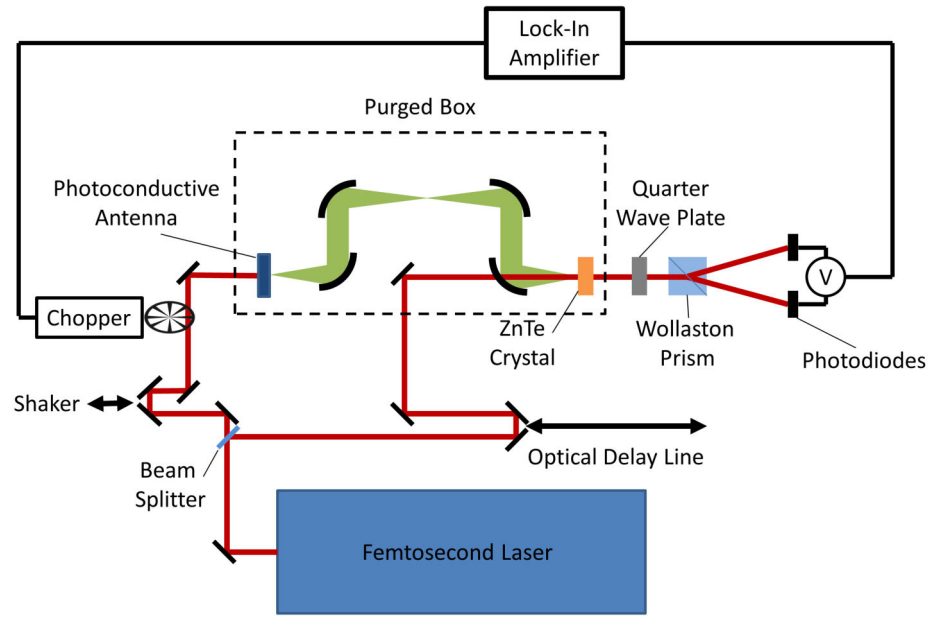 Lock-In
Amplifier
Purged Box
Photoconductive
Antenna
Quarter
Wave Plate
V
Chopper
ZnTe
Crystal
Wollaston
Prism
Photodiodes
Shaker
Beam
Splitter
Optical Delay Line
Femtosecond Laser